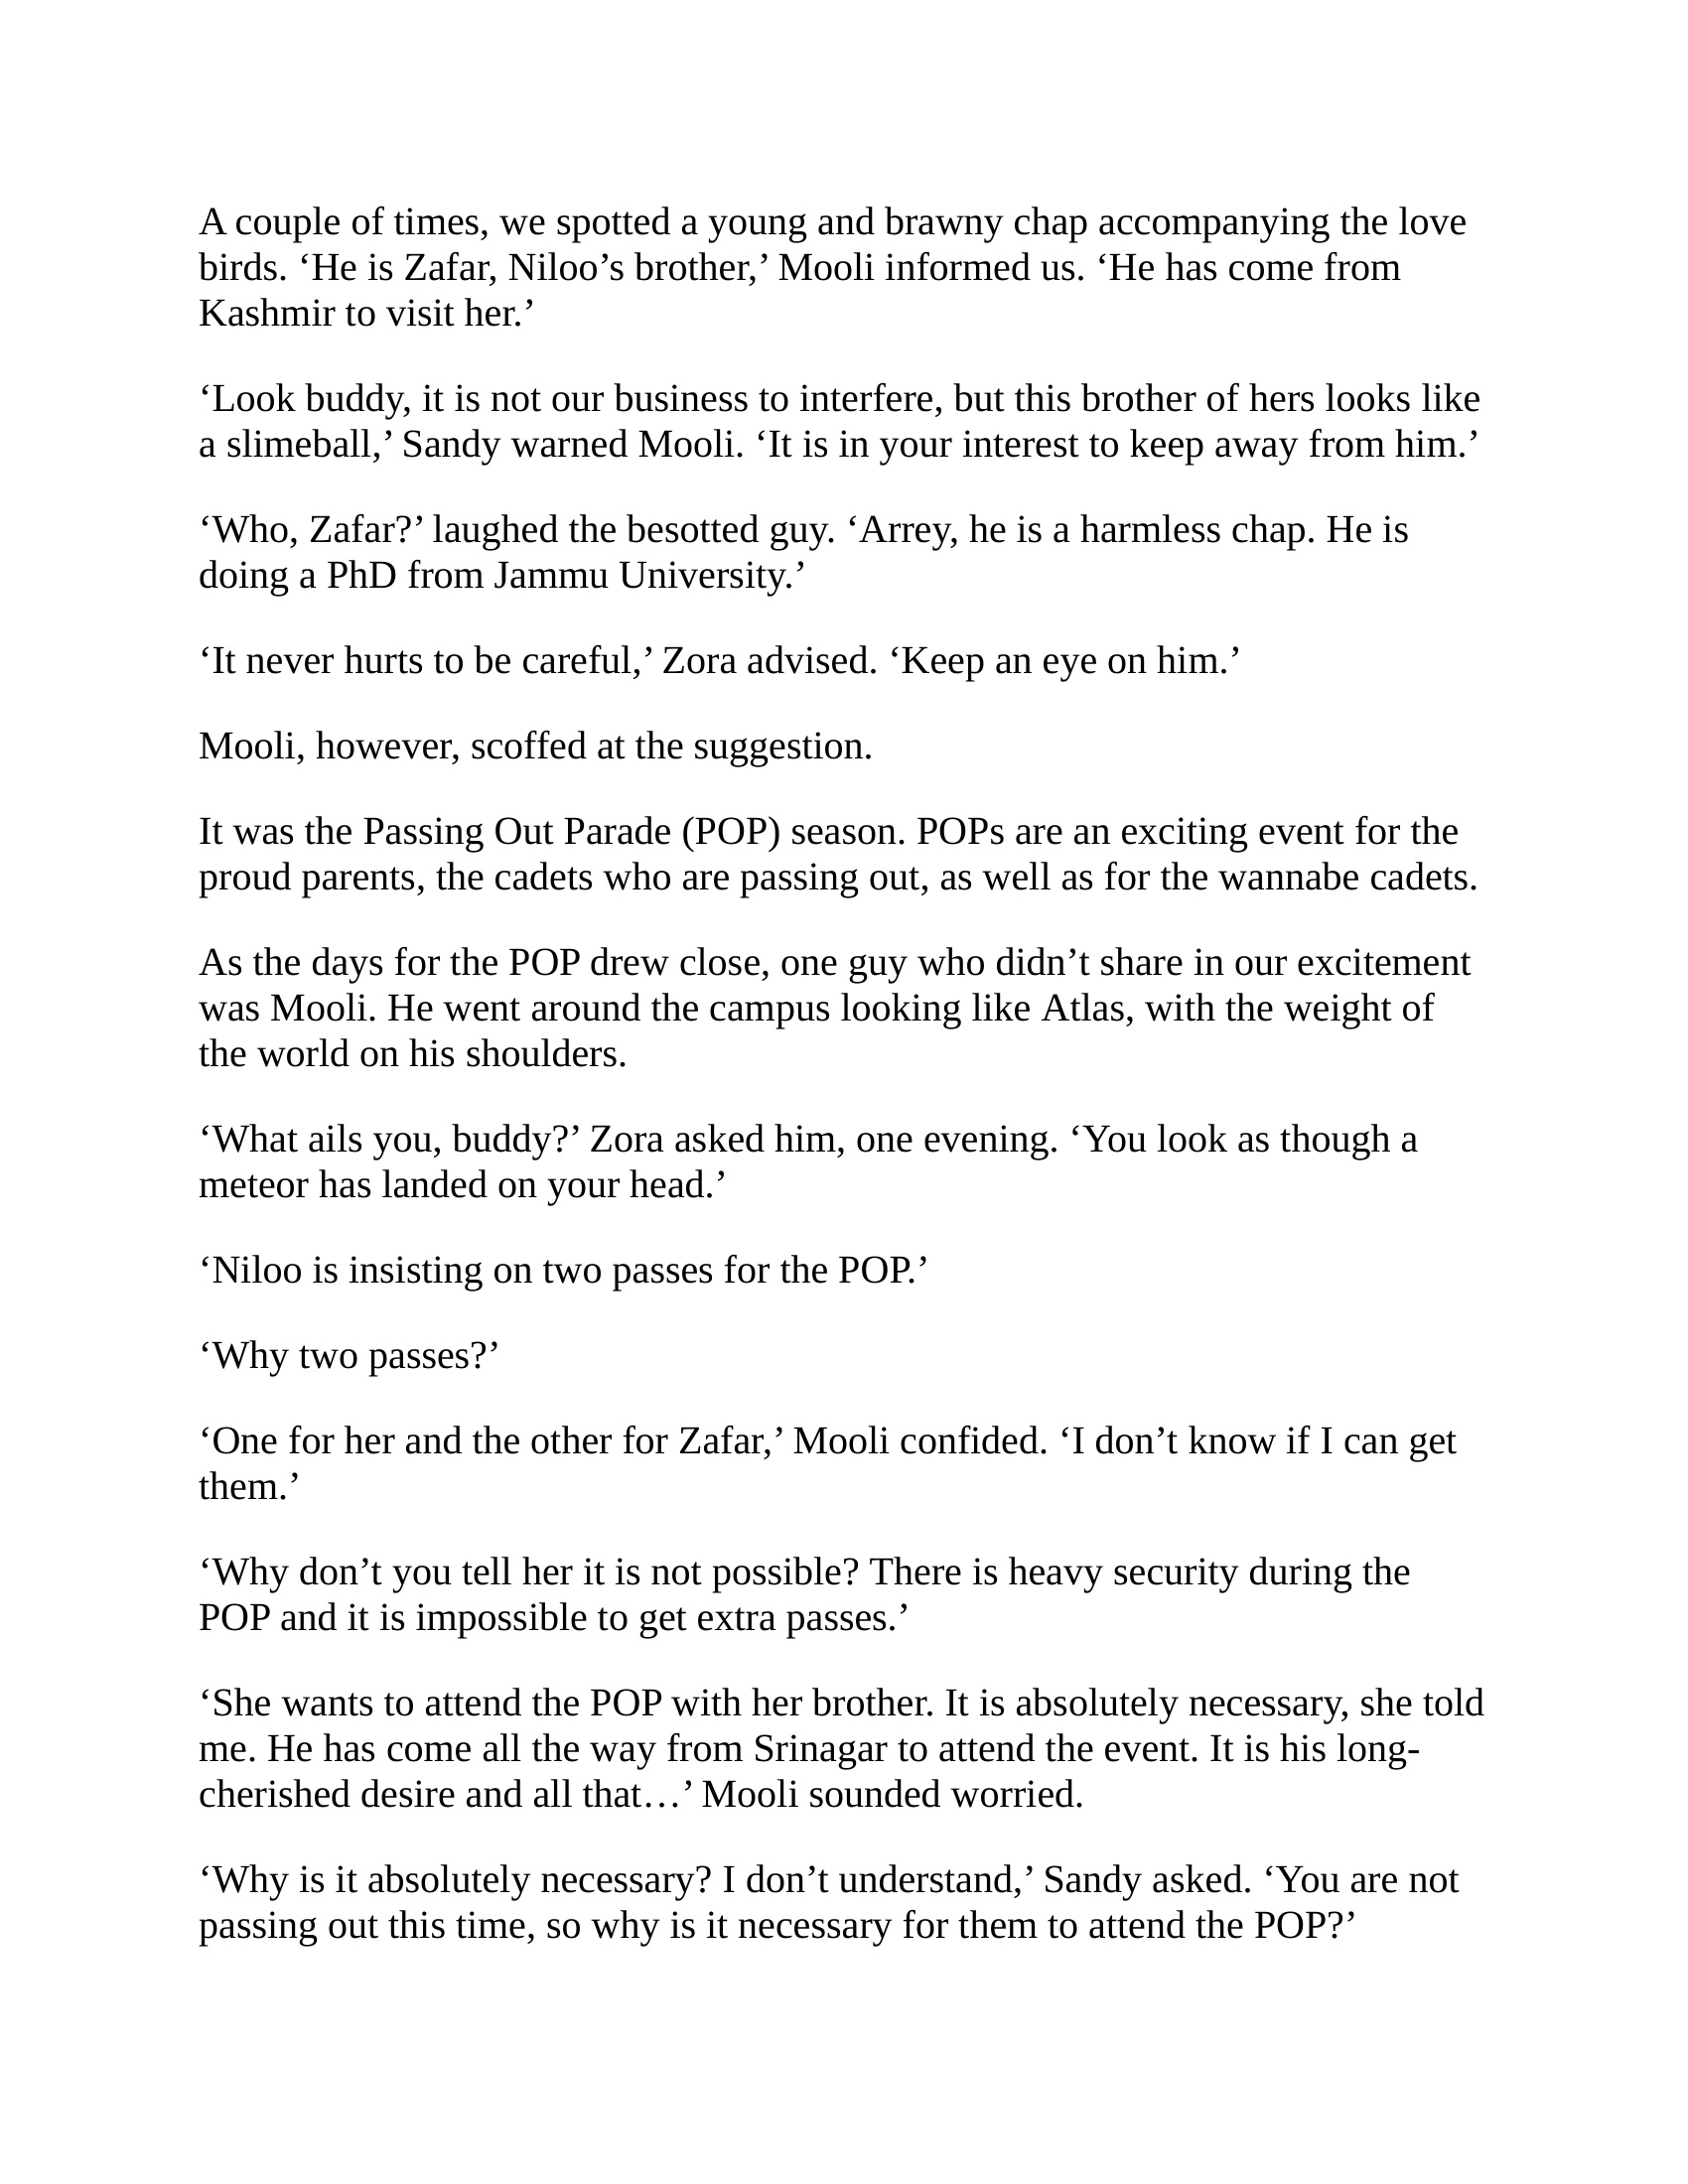 A couple of times, we spotted a young and brawny chap accompanying the love
birds. ‘He is Zafar, Niloo’s brother,’ Mooli informed us. ‘He has come from
Kashmir to visit her.’
‘Look buddy, it is not our business to interfere, but this brother of hers looks like
a slimeball,’ Sandy warned Mooli. ‘It is in your interest to keep away from him.’
‘Who, Zafar?’ laughed the besotted guy. ‘Arrey, he is a harmless chap. He is
doing a PhD from Jammu University.’
‘It never hurts to be careful,’ Zora advised. ‘Keep an eye on him.’
Mooli, however, scoffed at the suggestion.
It was the Passing Out Parade (POP) season. POPs are an exciting event for the
proud parents, the cadets who are passing out, as well as for the wannabe cadets.
As the days for the POP drew close, one guy who didn’t share in our excitement
was Mooli. He went around the campus looking like Atlas, with the weight of
the world on his shoulders.
‘What ails you, buddy?’ Zora asked him, one evening. ‘You look as though a
meteor has landed on your head.’
‘Niloo is insisting on two passes for the POP.’
‘Why two passes?’
‘One for her and the other for Zafar,’ Mooli confided. ‘I don’t know if I can get
them.’
‘Why don’t you tell her it is not possible? There is heavy security during the
POP and it is impossible to get extra passes.’
‘She wants to attend the POP with her brother. It is absolutely necessary, she told
me. He has come all the way from Srinagar to attend the event. It is his long-
cherished desire and all that…’ Mooli sounded worried.
‘Why is it absolutely necessary? I don’t understand,’ Sandy asked. ‘You are not
passing out this time, so why is it necessary for them to attend the POP?’